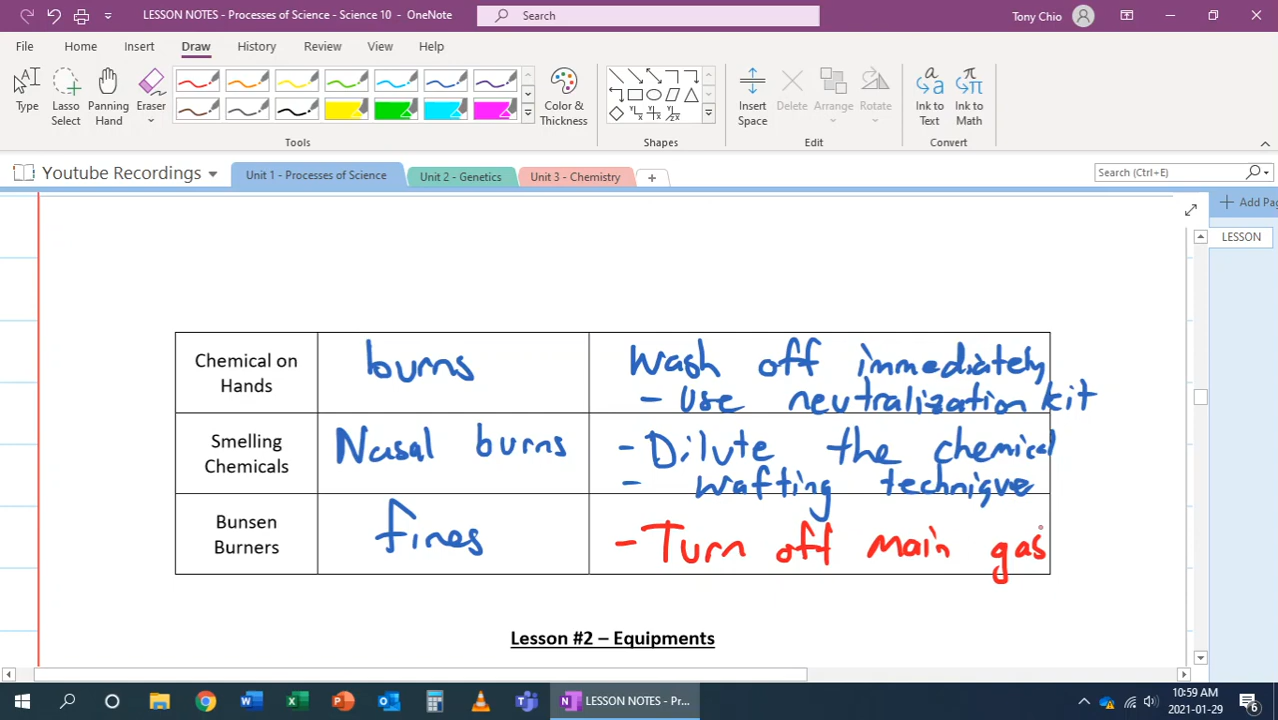 LESSON NOTES - Processes of Science - Science 10 - OneNote
Search
Tony Chio
File Home Insert Draw History Review View Help
Type
Lasso Select
Panning Hand
Eraser
Color & Thickness
Insert Space
Delete
Arrange
Rotate
Ink to Text
Ink to Math
Tools
Shapes
Edit
Convert
Youtube Recordings
Unit 1 - Processes of Science
Unit 2 - Genetics
Unit 3 - Chemistry
Search (Ctrl+E)
Add Pag
LESSON
Chemical on Hands
burns
Wash off immediately
- Use neutralization kit
Smelling Chemicals
Nasal burns
- Dilute the chemical
- wafting technique
Bunsen Burners
fires
- Turn off main gas
Lesson #2 – Equipments
LESSON NOTES - Pr...
10:59 AM
2021-01-29
6